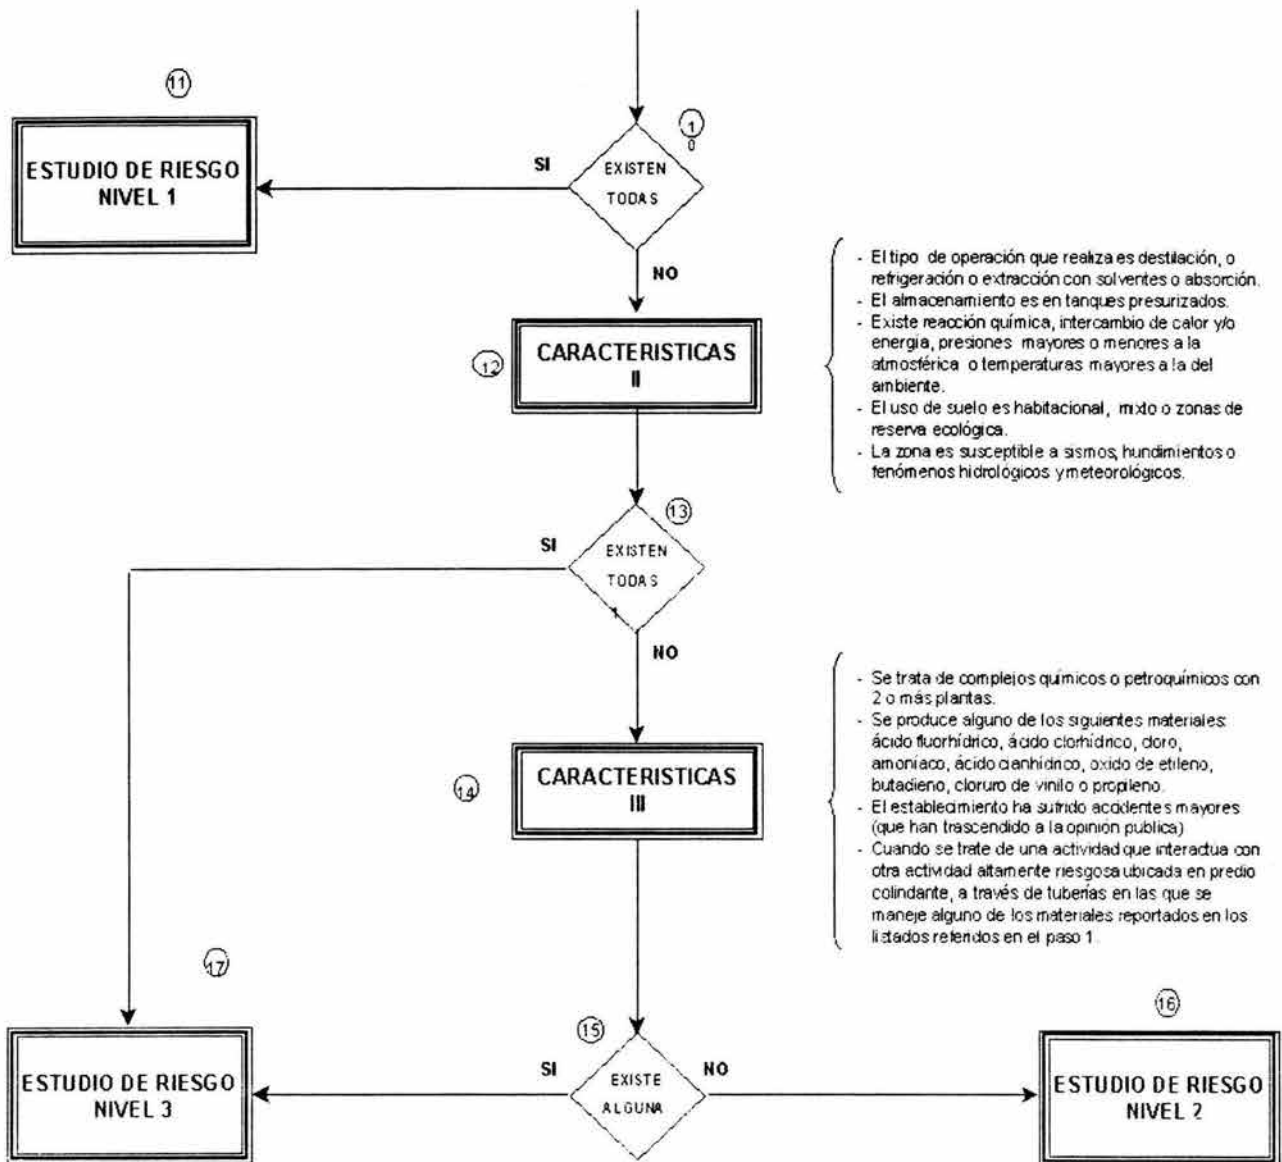 11
1
0
ESTUDIO DE RIESGO
NIVEL 1
SI
EXISTEN
TODAS
NO
12
CARACTERISTICAS
II
- El tipo de operación que realiza es destilación, o
refrigeración o extracción con solventes o absorción.
- El almacenamiento es en tanques presurizados.
- Existe reacción química, intercambio de calor y/o
energía, presiones mayores o menores a la
atmosférica o temperaturas mayores a la del
ambiente.
- El uso de suelo es habitacional, mixto o zonas de
reserva ecológica.
- La zona es susceptible a sismos, hundimientos o
fenómenos hidrológicos y meteorológicos.
13
SI
EXISTEN
TODAS
NO
14
CARACTERISTICAS
III
- Se trata de complejos químicos o petroquímicos con
2 o más plantas.
- Se produce alguno de los siguientes materiales:
ácido fluorhídrico, ácido clorhídrico, cloro,
amoníaco, ácido cianhídrico, oxido de etileno,
butadieno, cloruro de vinilo o propileno.
- El establecimiento ha sufrido accidentes mayores
(que han trascendido a la opinión publica)
- Cuando se trate de una actividad que interactua con
otra actividad altamente riesgosa ubicada en predio
colindante, a través de tuberías en las que se
maneje alguno de los materiales reportados en los
listados referidos en el paso 1.
17
ESTUDIO DE RIESGO
NIVEL 3
15
SI
EXISTE
ALGUNA
NO
16
ESTUDIO DE RIESGO
NIVEL 2